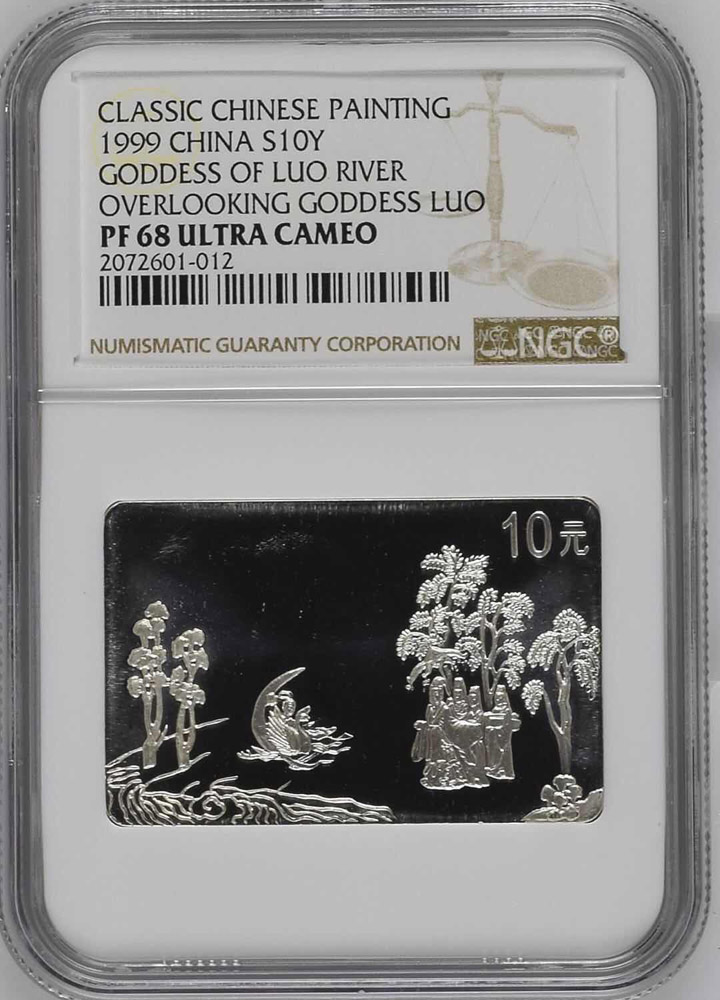 CLASSIC CHINESE PAINTING
1999 CHINA S10Y
GODDESS OF LUO RIVER
OVERLOOKING GODDESS LUO
PF 68 ULTRA CAMEO
2072601-012
NUMISMATIC GUARANTY CORPORATION
NGC®
10元